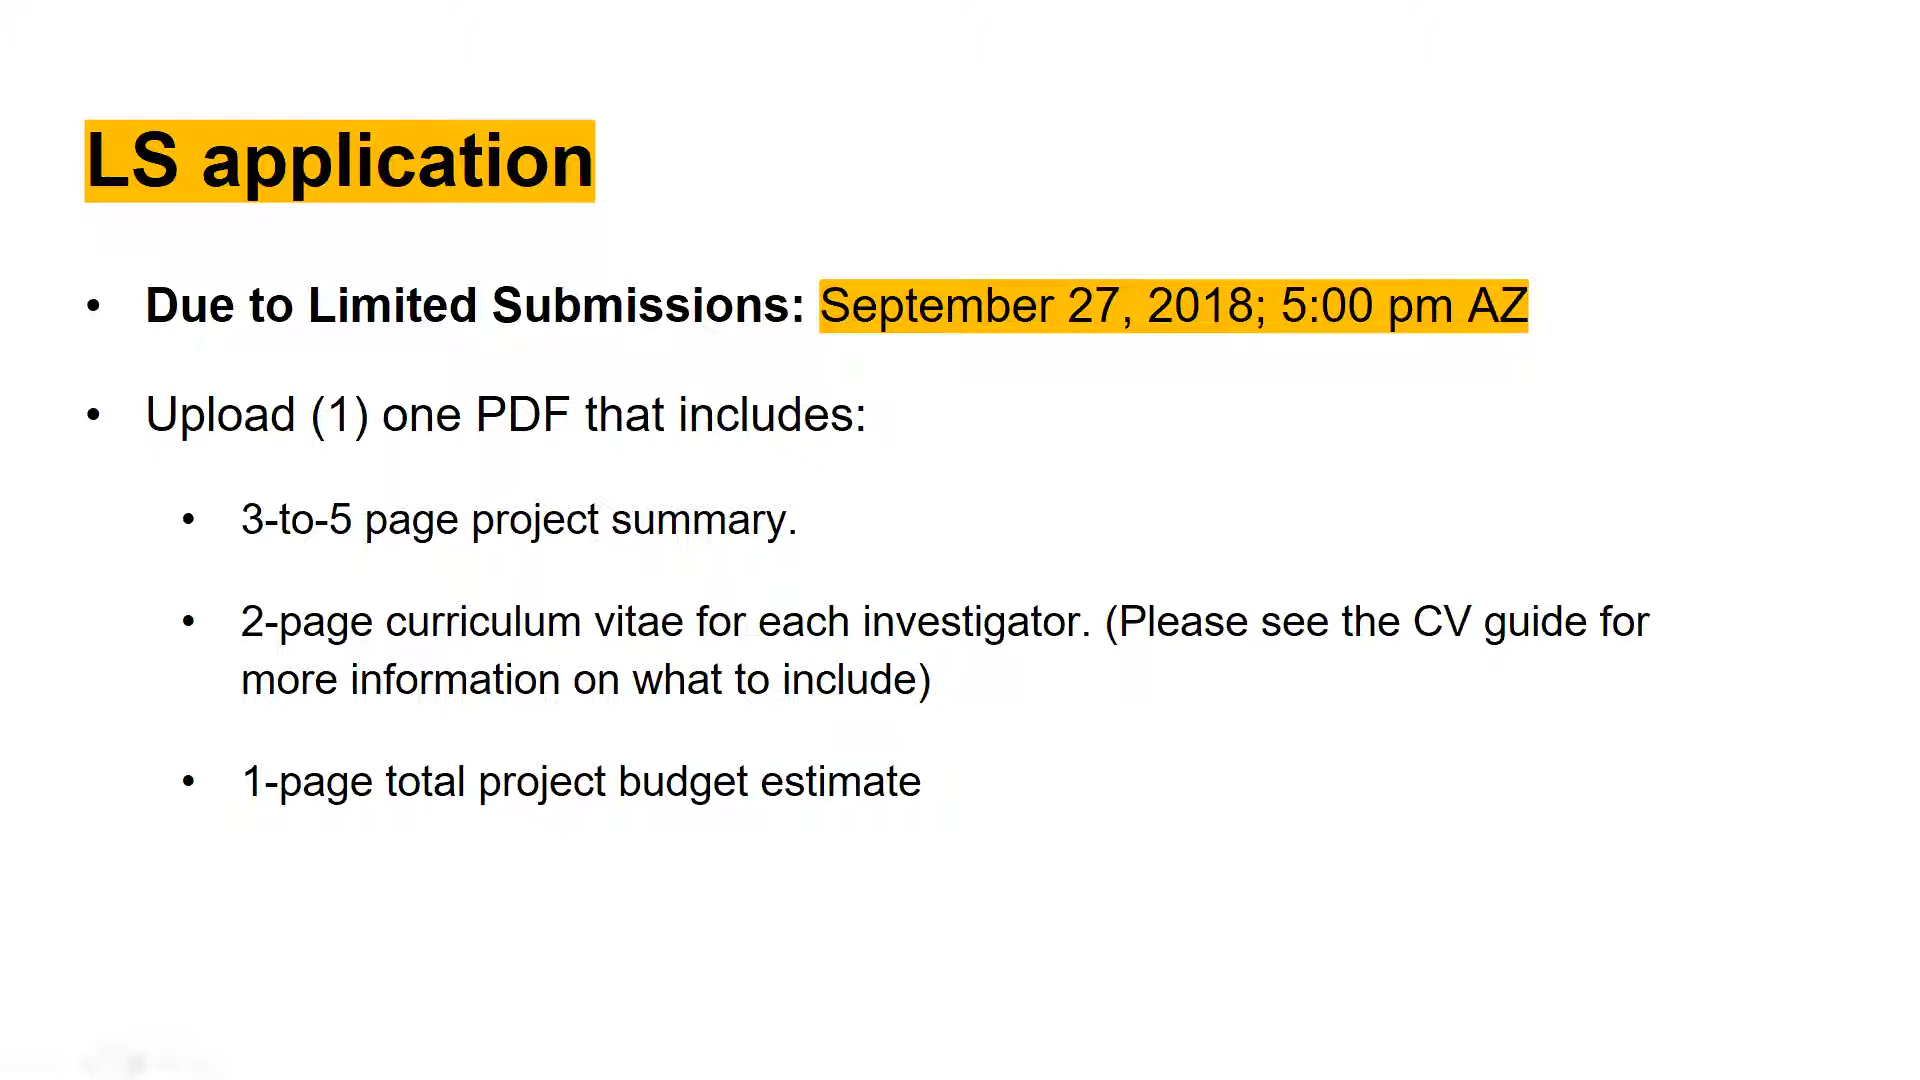 LS application
• Due to Limited Submissions: September 27, 2018; 5:00 pm AZ
• Upload (1) one PDF that includes:
• 3-to-5 page project summary.
• 2-page curriculum vitae for each investigator. (Please see the CV guide for
more information on what to include)
• 1-page total project budget estimate